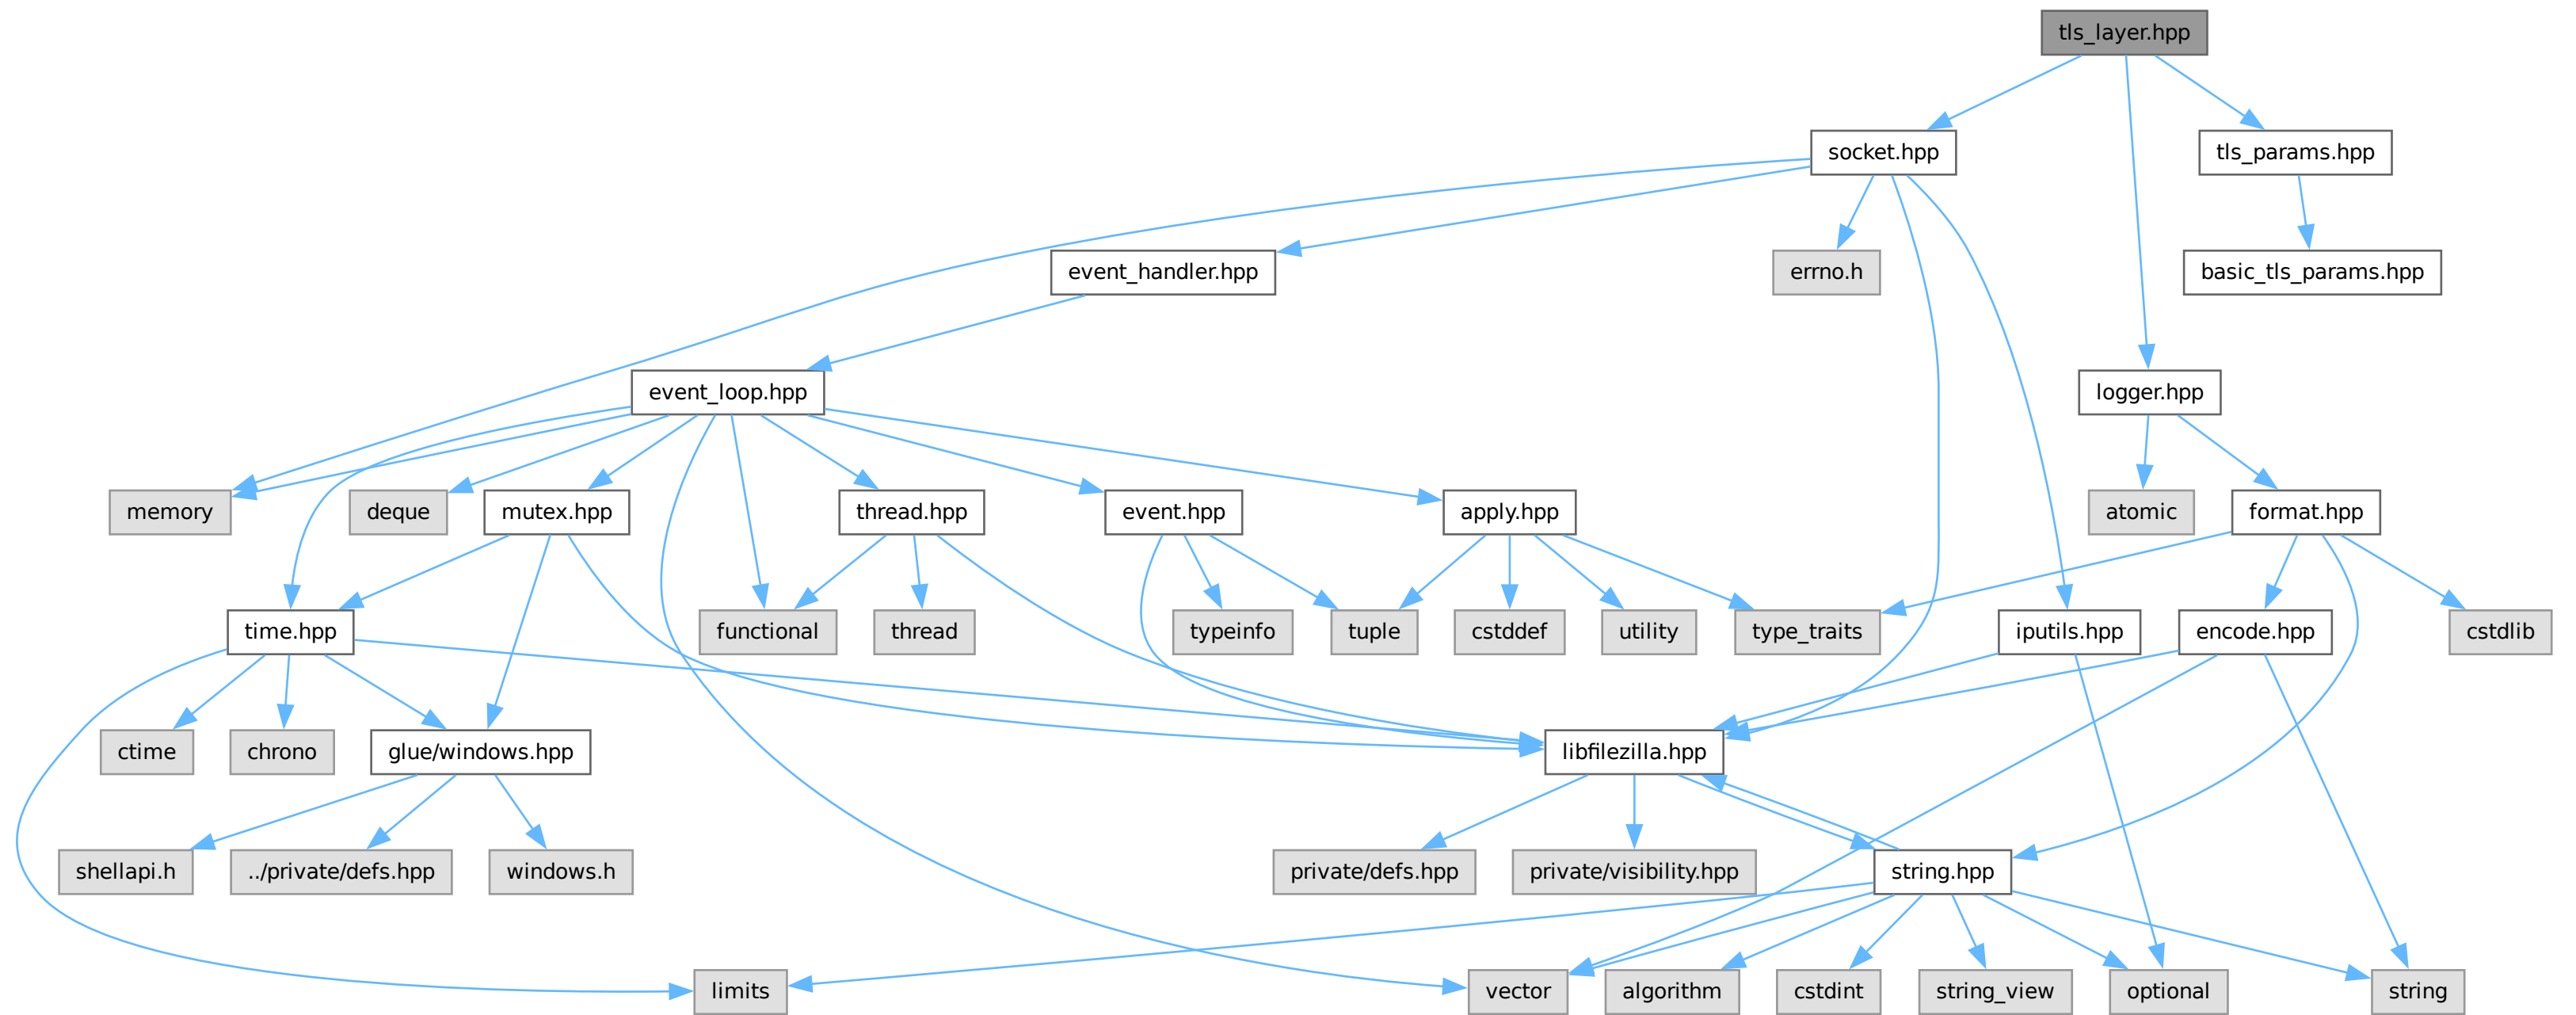 tls_layer.hpp
socket.hpp
tls_params.hpp
event_handler.hpp
errno.h
basic_tls_params.hpp
event_loop.hpp
logger.hpp
memory
deque
mutex.hpp
thread.hpp
event.hpp
apply.hpp
atomic
format.hpp
time.hpp
functional
thread
typeinfo
tuple
cstddef
utility
type_traits
iputils.hpp
encode.hpp
cstdlib
ctime
chrono
glue/windows.hpp
libfilezilla.hpp
shellapi.h
../private/defs.hpp
windows.h
private/defs.hpp
private/visibility.hpp
string.hpp
limits
vector
algorithm
cstdint
string_view
optional
string